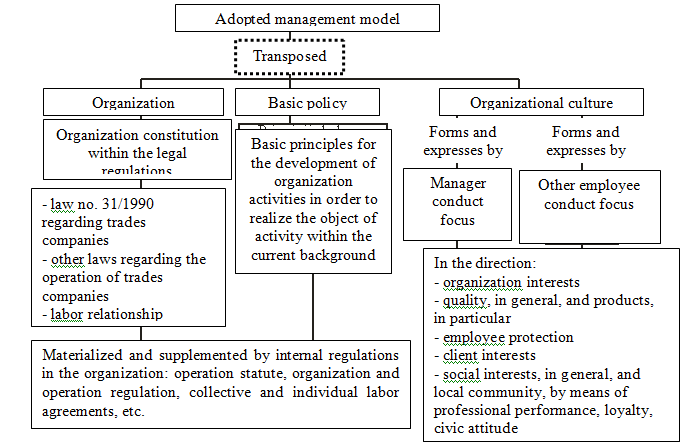 Adopted management model
Transposed
Organization
Basic policy
Organizational culture
Organization constitution
within the legal
regulations
- law no. 31/1990
regarding trades
companies
- other laws regarding the
operation of trades
companies
- labor relationship
Basic principles for
the development of
organization
activities in order to
realize the object of
activity within the
current background
Forms and
expresses by
Forms and
expresses by
Manager
conduct
focus
Other employee
conduct focus
Materialized and supplemented by internal regulations
in the organization: operation statute, organization and
operation regulation, collective and individual labor
agreements, etc.
In the direction:
- organization interests
- quality, in general, and products,
in particular
- employee protection
- client interests
- social interests, in general, and
local community, by means of
professional performance, loyalty,
civic attitude